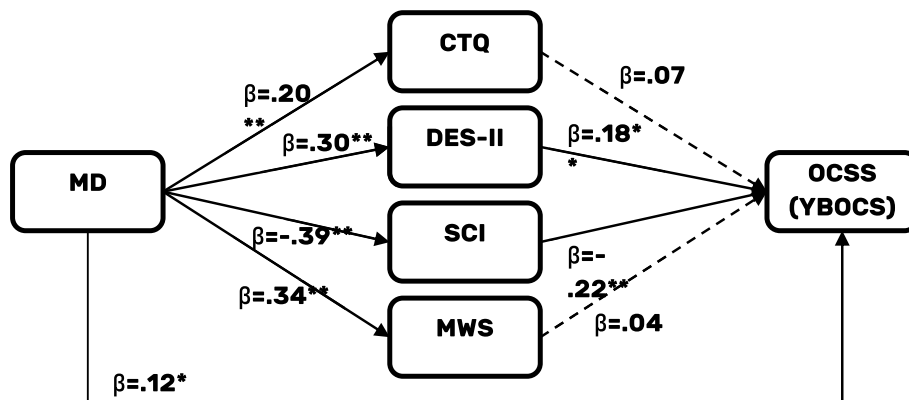 CTQ
β=.07
β=.20
**
β=.30**
DES-II
β=.18*
*
MD
OCSS
(YBOCS)
β=-.39**
SCI
β=-
.22**
β=.34**
MWS
β=.04
β=.12*